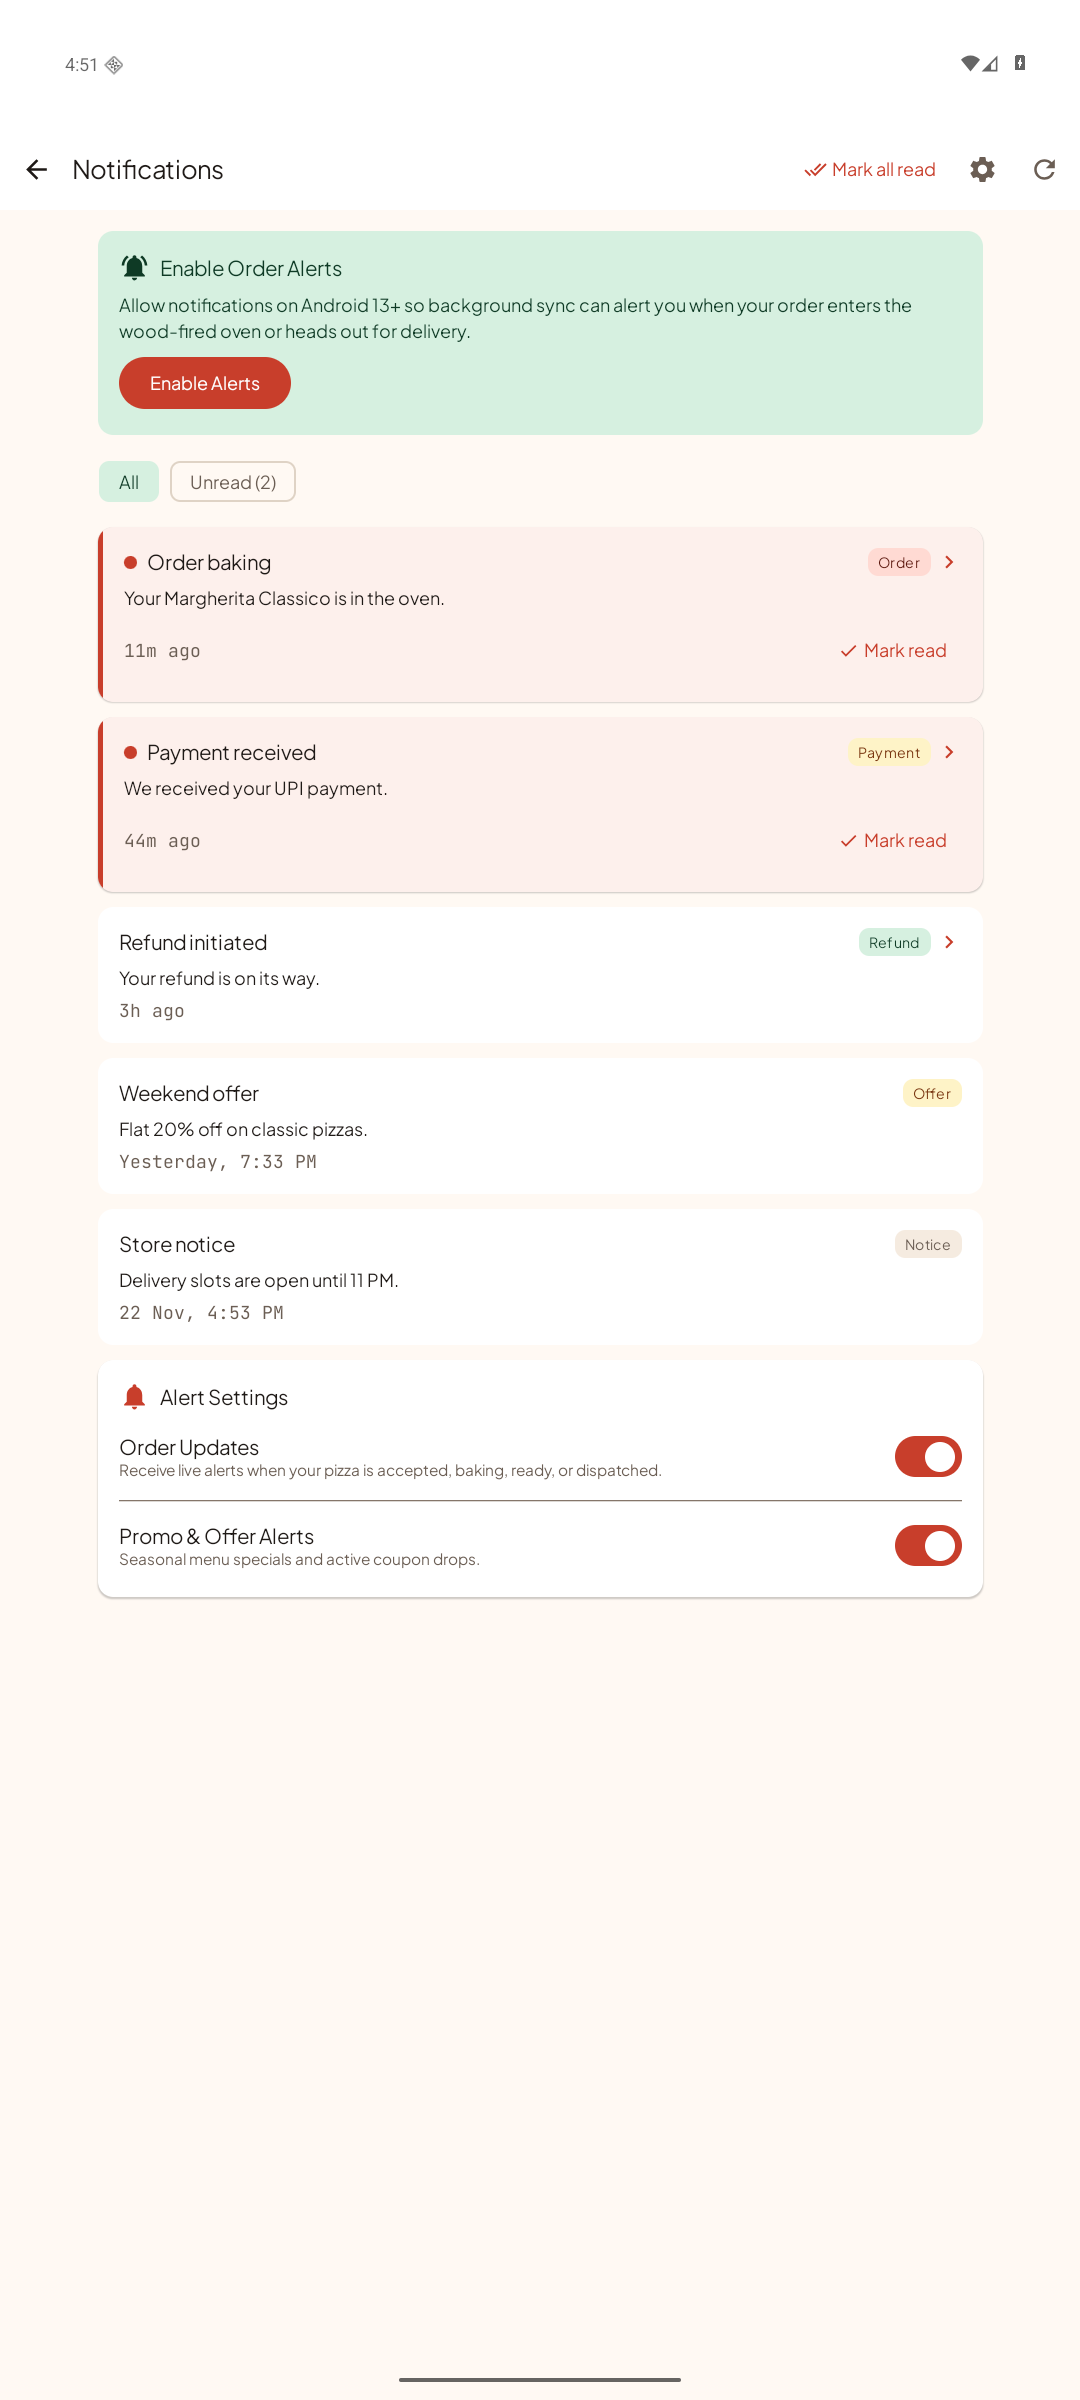 4:51
Notifications
Mark all read
Enable Order Alerts
Allow notifications on Android 13+ so background sync can alert you when your order enters the
wood-fired oven or heads out for delivery.
Enable Alerts
All
Unread (2)
Order baking
Order
Your Margherita Classico is in the oven.
11m ago
Mark read
Payment received
Payment
We received your UPI payment.
44m ago
Mark read
Refund initiated
Refund
Your refund is on its way.
3h ago
Weekend offer
Offer
Flat 20% off on classic pizzas.
Yesterday, 7:33 PM
Store notice
Notice
Delivery slots are open until 11 PM.
22 Nov, 4:53 PM
Alert Settings
Order Updates
Receive live alerts when your pizza is accepted, baking, ready, or dispatched.
Promo & Offer Alerts
Seasonal menu specials and active coupon drops.